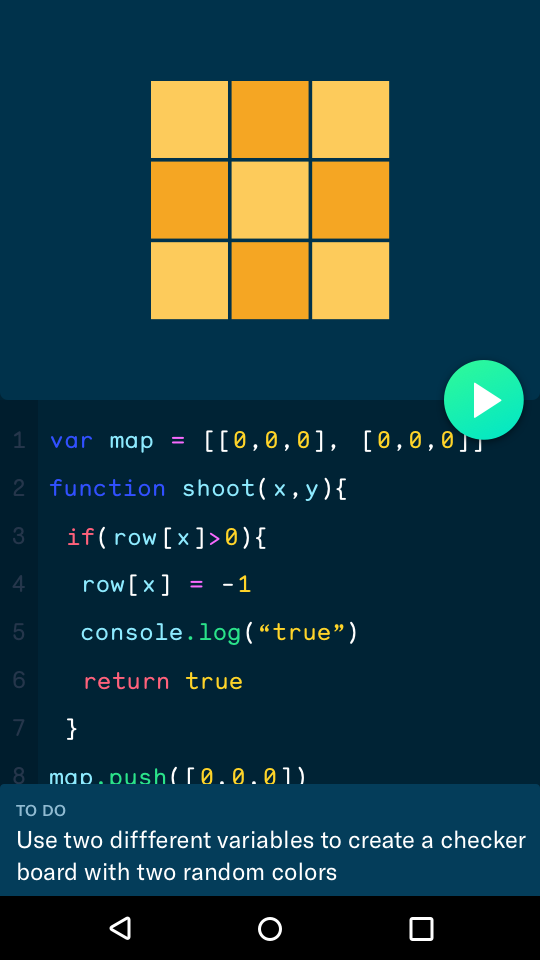 1 var map = [[0,0,0], [0,0,0]]
2 function shoot(x,y){
3 if(row[x]>0){
4 row[x] = -1
5 console.log(“true”)
6 return true
7 }
8 map.push([0,0,0])
TO DO
Use two diffferent variables to create a checker
board with two random colors